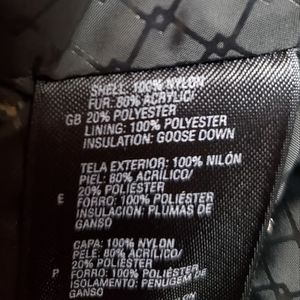 SHELL: 100% NYLON
FUR: 80% ACRYLIC/
GB 20% POLYESTER
LINING: 100% POLYESTER
INSULATION: GOOSE DOWN
TELA EXTERIOR: 100% NILÓN
PIEL: 80% ACRÍLICO/
20% POLIÉSTER
E FORRO: 100% POLIÉSTER
INSULACION: PLUMAS DE
GANSO
CAPA: 100% NYLON
PELE: 80% ACRÍLICO/
20% POLIÉSTER
P FORRO: 100% POLIÉSTER
ISOLAMENTO: PENUGEM DE
GANSO